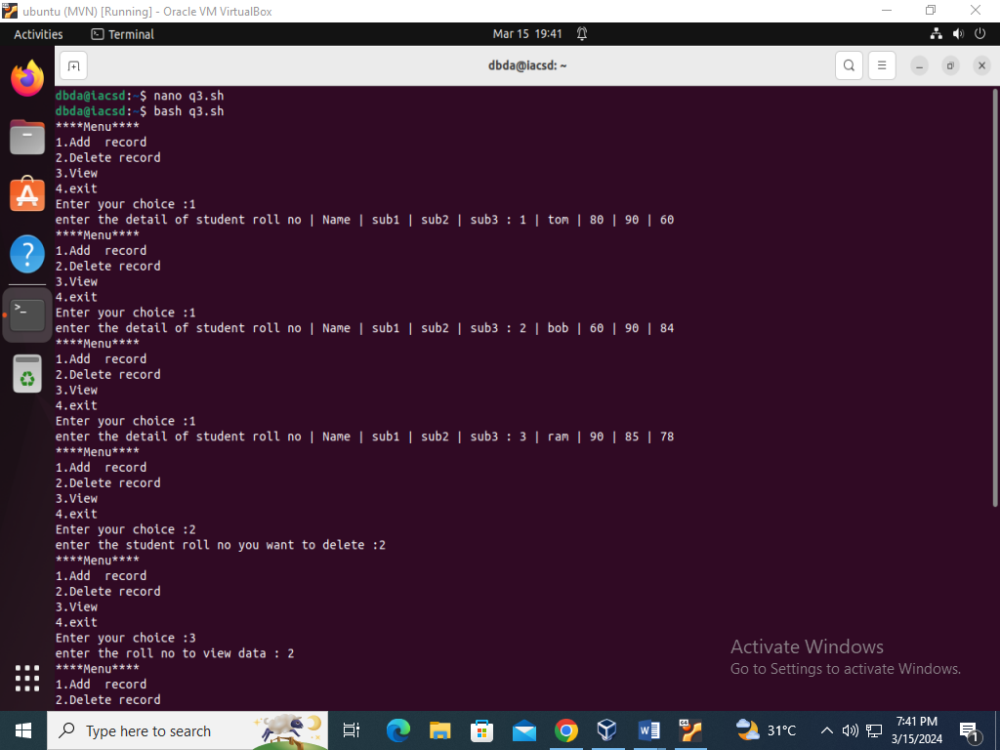 ubuntu (MVN) [Running] - Oracle VM VirtualBox
Activities Terminal Mar 15 19:41
dbda@iacsd: ~
dbda@iacsd:~$ nano q3.sh
dbda@iacsd:~$ bash q3.sh
****Menu****
1.Add  record
2.Delete record
3.View
4.exit
Enter your choice :1
enter the detail of student roll no | Name | sub1 | sub2 | sub3 : 1 | tom | 80 | 90 | 60
****Menu****
1.Add  record
2.Delete record
3.View
4.exit
Enter your choice :1
enter the detail of student roll no | Name | sub1 | sub2 | sub3 : 2 | bob | 60 | 90 | 84
****Menu****
1.Add  record
2.Delete record
3.View
4.exit
Enter your choice :1
enter the detail of student roll no | Name | sub1 | sub2 | sub3 : 3 | ram | 90 | 85 | 78
****Menu****
1.Add  record
2.Delete record
3.View
4.exit
Enter your choice :2
enter the student roll no you want to delete :2
****Menu****
1.Add  record
2.Delete record
3.View
4.exit
Enter your choice :3
enter the roll no to view data : 2
****Menu****
1.Add  record
2.Delete record
Activate Windows
Go to Settings to activate Windows.
Type here to search
31°C
7:41 PM
3/15/2024
1